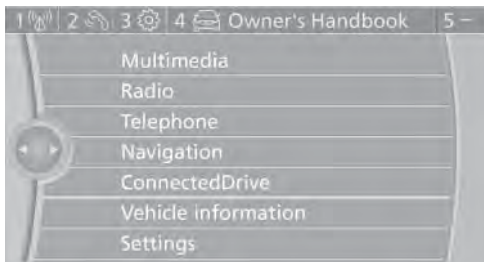 1 2 3 4 Owner's Handbook 5
Multimedia
Radio
Telephone
Navigation
ConnectedDrive
Vehicle information
Settings